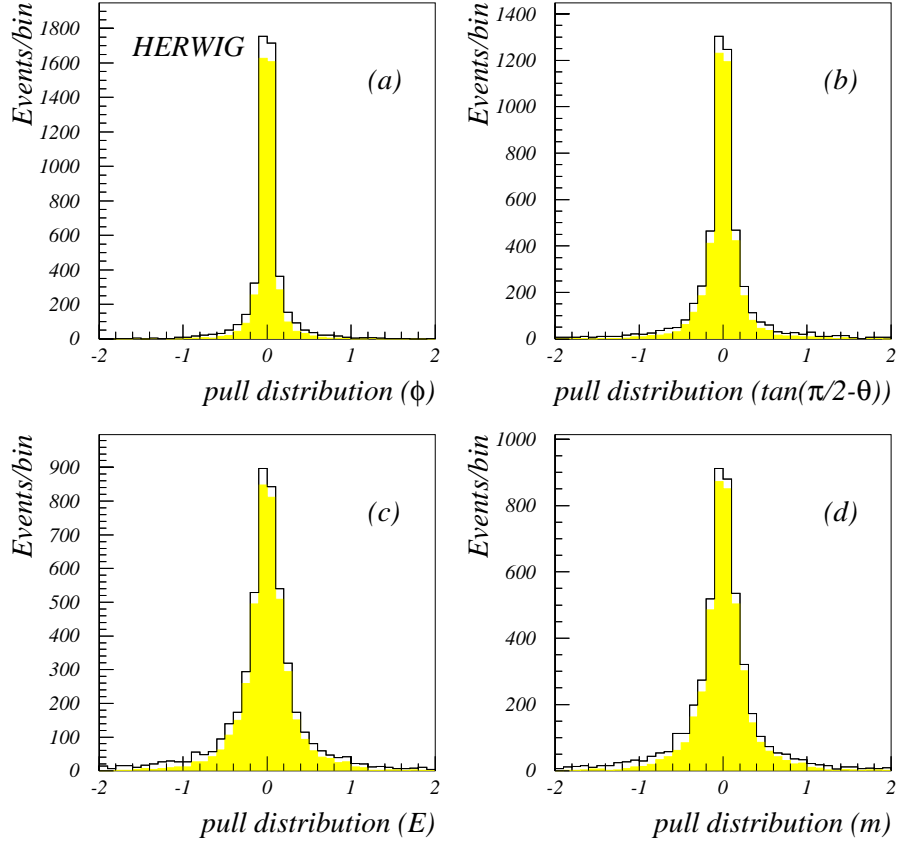 Events/bin
1800
1600
1400
1200
1000
800
600
400
200
0
HERWIG
(a)
-2 -1 0 1 2
pull distribution (ϕ)
Events/bin
1400
1200
1000
800
600
400
200
0
(b)
-2 -1 0 1 2
pull distribution (tan(π/2-θ))
Events/bin
900
800
700
600
500
400
300
200
100
0
(c)
-2 -1 0 1 2
pull distribution (E)
Events/bin
1000
800
600
400
200
0
(d)
-2 -1 0 1 2
pull distribution (m)